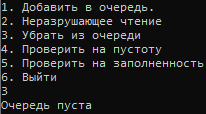 1. Добавить в очередь.
2. Неразрушающее чтение
3. Убрать из очереди
4. Проверить на пустоту
5. Проверить на заполненность
6. Выйти
3
Очередь пуста